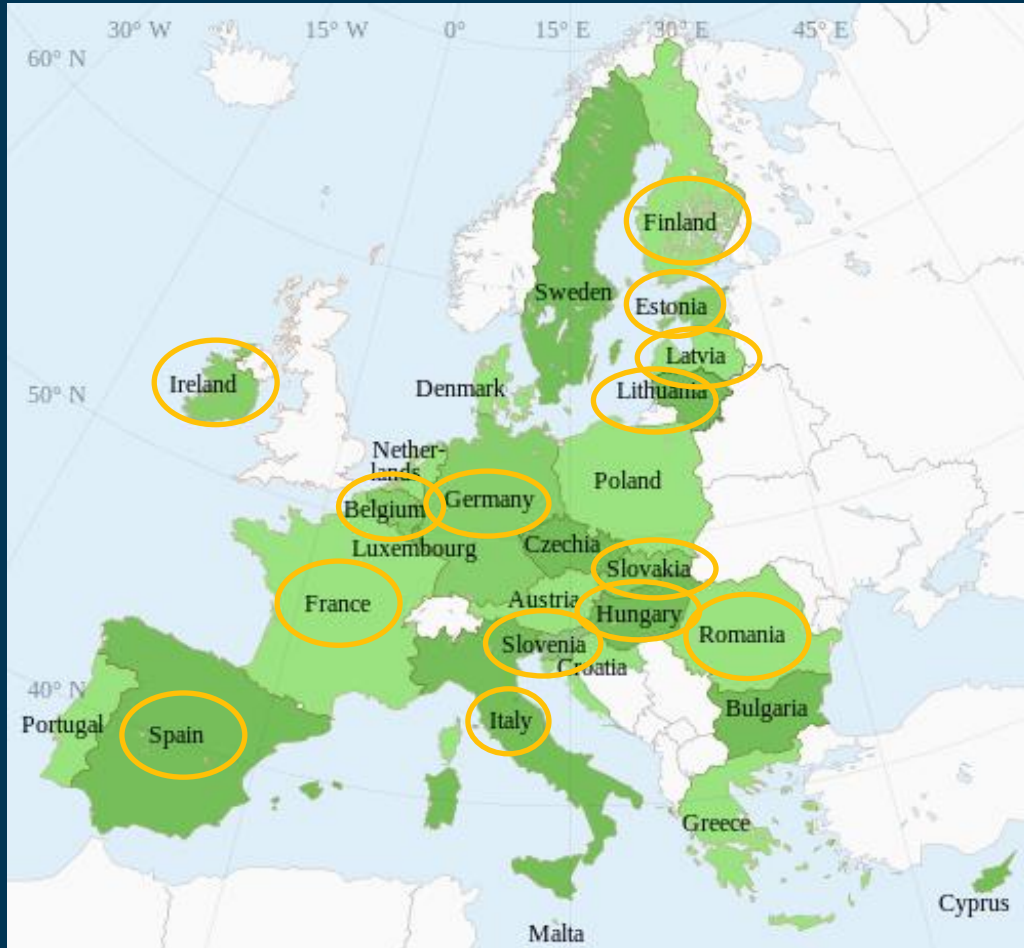 30° W
15° W
0°
15° E
30° E
45° E
60° N
Finland
Sweden
Estonia
Latvia
Ireland
Denmark
Lithuania
50° N
Nether-
lands
Poland
Belgium
Germany
Luxembourg
Czechia
Slovakia
France
Austria
Hungary
Romania
Slovenia
Croatia
40° N
Portugal
Spain
Italy
Bulgaria
Greece
Cyprus
Malta